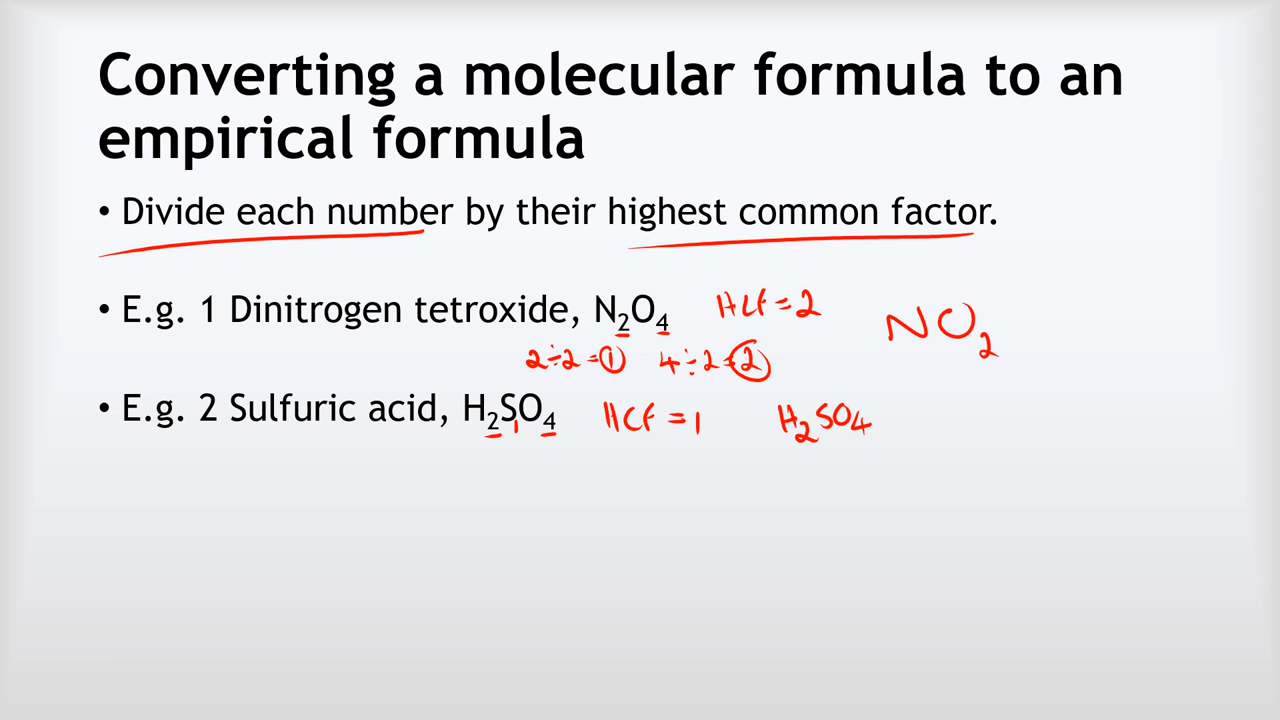 Converting a molecular formula to an
empirical formula
• Divide each number by their highest common factor.
• E.g. 1 Dinitrogen tetroxide, N₂O₄ HCF = 2 NO₂
2÷2=1 4÷2=2
• E.g. 2 Sulfuric acid, H₂SO₄ 1 HCF = 1 H₂SO₄